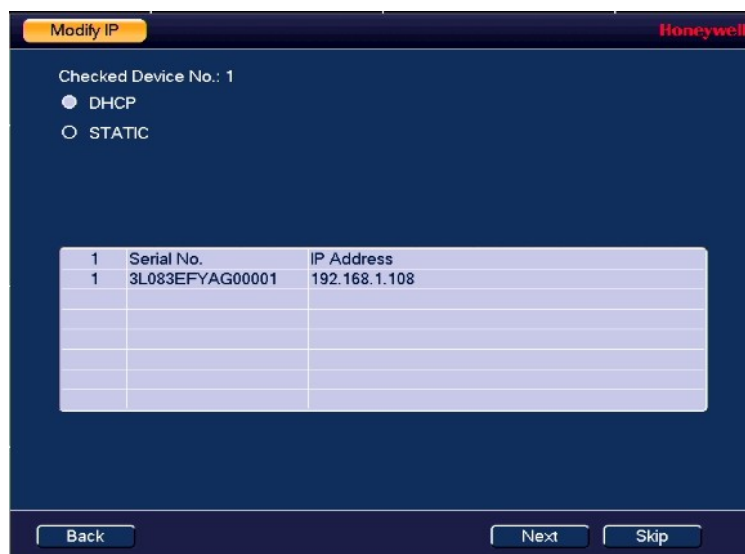 Modify IP
Honeywell
Checked Device No.: 1
DHCP
STATIC
1 Serial No. IP Address
1 3L083EFYAG00001 192.168.1.108
Back Next Skip